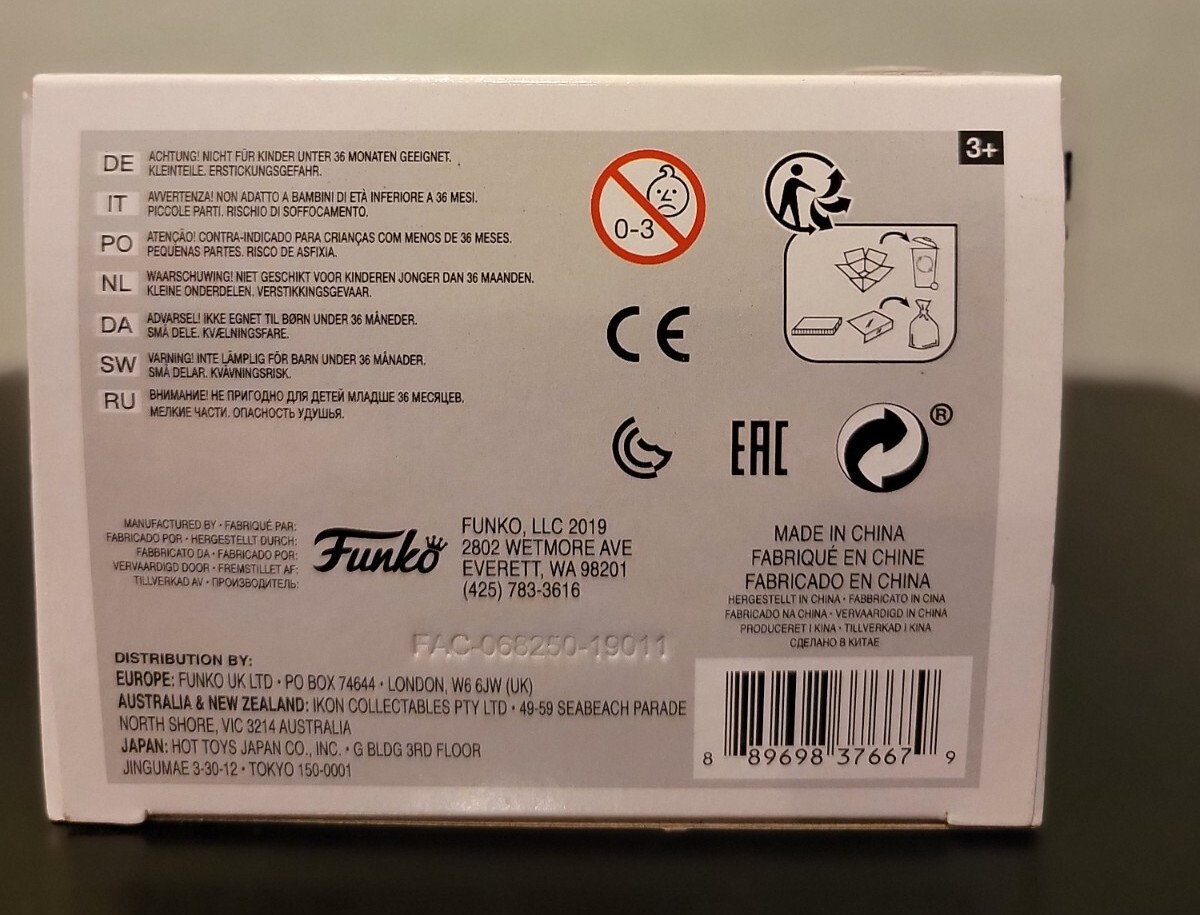 3+
DE ACHTUNG! NICHT FÜR KINDER UNTER 36 MONATEN GEEIGNET.
KLEINTEILE. ERSTICKUNGSGEFAHR.
IT AVVERTENZA! NON ADATTO A BAMBINI DI ETÀ INFERIORE A 36 MESI.
PICCOLE PARTI. RISCHIO DI SOFFOCAMENTO.
PO ATENÇÃO! CONTRA-INDICADO PARA CRIANÇAS COM MENOS DE 36 MESES.
PEQUENAS PARTES. RISCO DE ASFIXIA.
NL WAARSCHUWING! NIET GESCHIKT VOOR KINDEREN JONGER DAN 36 MAANDEN.
KLEINE ONDERDELEN. VERSTIKKINGSGEVAAR.
DA ADVARSEL! IKKE EGNET TIL BØRN UNDER 36 MÅNEDER.
SMÅ DELE. KVÆLNINGSFARE.
SW VARNING! INTE LÄMPLIG FÖR BARN UNDER 36 MÅNADER.
SMÅ DELAR. KVÄVNINGSRISK.
RU ВНИМАНИЕ! НЕ ПРИГОДНО ДЛЯ ДЕТЕЙ МЛАДШЕ 36 МЕСЯЦЕВ.
МЕЛКИЕ ЧАСТИ. ОПАСНОСТЬ УДУШЬЯ.
0-3
CE
EAC
®
MANUFACTURED BY • FABRIQUÉ PAR:
FABRICADO POR • HERGESTELLT DURCH:
FABBRICATO DA • FABRICADO POR:
VERVAARDIGD DOOR • FREMSTILLET AF:
TILLVERKAD AV • ПРОИЗВОДИТЕЛЬ:
Funko
FUNKO, LLC 2019
2802 WETMORE AVE
EVERETT, WA 98201
(425) 783-3616
MADE IN CHINA
FABRIQUÉ EN CHINE
FABRICADO EN CHINA
HERGESTELLT IN CHINA • FABBRICATO IN CINA
FABRICADO NA CHINA • VERVAARDIGD IN CHINA
PRODUCERET I KINA • TILLVERKAD I KINA
СДЕЛАНО В КИТАЕ
FAC-068250-19011
DISTRIBUTION BY:
EUROPE: FUNKO UK LTD • PO BOX 74644 • LONDON, W6 6JW (UK)
AUSTRALIA & NEW ZEALAND: IKON COLLECTABLES PTY LTD • 49-59 SEABEACH PARADE
NORTH SHORE, VIC 3214 AUSTRALIA
JAPAN: HOT TOYS JAPAN CO., INC. • G BLDG 3RD FLOOR
JINGUMAE 3-30-12 • TOKYO 150-0001
8 89698 37667 9